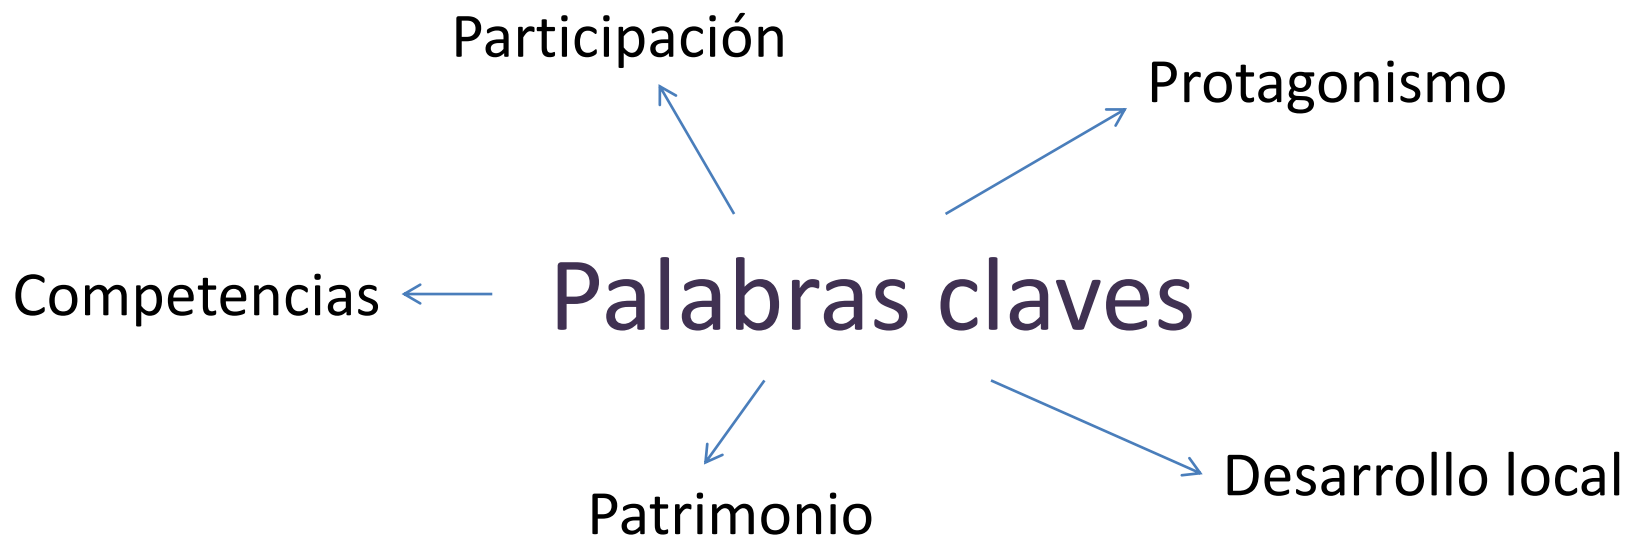 Participación
Protagonismo
Competencias
Palabras claves
Desarrollo local
Patrimonio